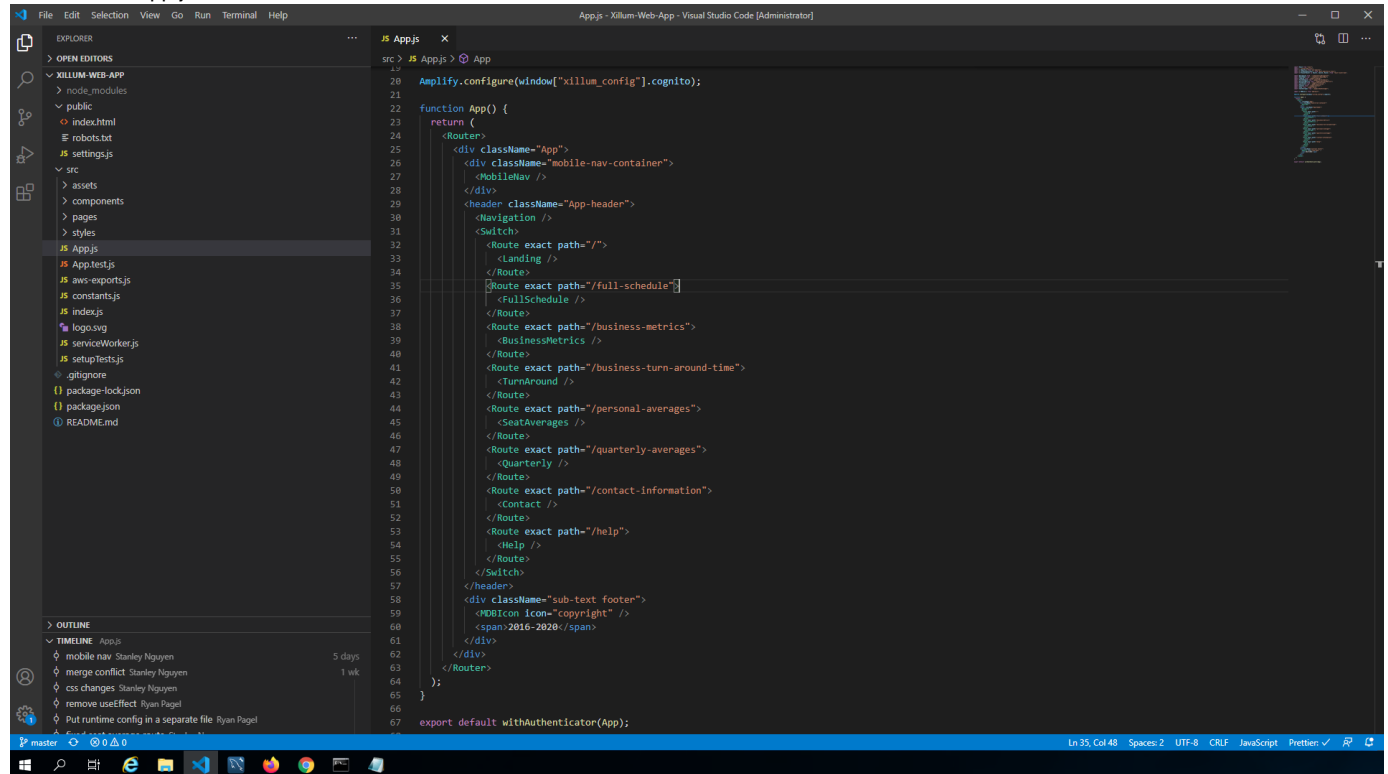 File Edit Selection View Go Run Terminal Help
App.js - Xillum-Web-App - Visual Studio Code [Administrator]
EXPLORER
OPEN EDITORS
XILLUM-WEB-APP
node_modules
public
index.html
robots.txt
JS settings.js
src
assets
components
pages
styles
JS App.js
JS App.test.js
JS aws-exports.js
JS constants.js
JS index.js
logo.svg
JS serviceWorker.js
JS setupTests.js
.gitignore
{} package-lock.json
{} package.json
README.md
OUTLINE
TIMELINE App.js
mobile nav Stanley Nguyen 5 days
merge conflict Stanley Nguyen 1 wk
css changes Stanley Nguyen
remove useEffect Ryan Pagel
Put runtime config in a separate file Ryan Pagel
JS App.js
src > JS App.js > App
19
20 Amplify.configure(window["xillum_config"].cognito);
21
22 function App() {
23 return (
24 <Router>
25 <div className="App">
26 <div className="mobile-nav-container">
27 <MobileNav />
28 </div>
29 <header className="App-header">
30 <Navigation />
31 <Switch>
32 <Route exact path="/">
33 <Landing />
34 </Route>
35 <Route exact path="/full-schedule">
36 <FullSchedule />
37 </Route>
38 <Route exact path="/business-metrics">
39 <BusinessMetrics />
40 </Route>
41 <Route exact path="/business-turn-around-time">
42 <TurnAround />
43 </Route>
44 <Route exact path="/personal-averages">
45 <SeatAverages />
46 </Route>
47 <Route exact path="/quarterly-averages">
48 <Quarterly />
49 </Route>
50 <Route exact path="/contact-information">
51 <Contact />
52 </Route>
53 <Route exact path="/help">
54 <Help />
55 </Route>
56 </Switch>
57 </header>
58 <div className="sub-text footer">
59 <MDBIcon icon="copyright" />
60 <span>2016-2020</span>
61 </div>
62 </div>
63 </Router>
64 );
65 }
66
67 export default withAuthenticator(App);
master 0 0 Ln 35, Col 48 Spaces: 2 UTF-8 CRLF JavaScript Prettier: ✓